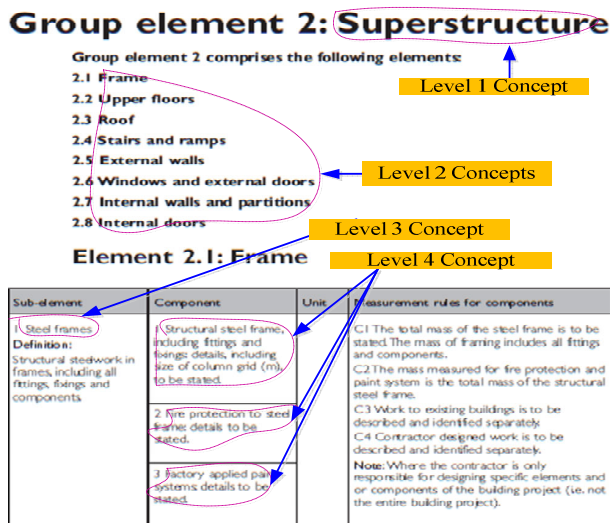 Group element 2: Superstructure
Group element 2 comprises the following elements:
Level 1 Concept
2.1 Frame
2.2 Upper floors
2.3 Roof
2.4 Stairs and ramps
2.5 External walls
2.6 Windows and external doors
2.7 Internal walls and partitions
2.8 Internal doors
Level 2 Concepts
Level 3 Concept
Element 2.1: Frame
Level 4 Concept
Sub-element
Component
Unit
Measurement rules for components
1 Steel frames
Definition:
Structural steelwork in
frames, including all
fittings, fixings and
components.
1 Structural steel frame,
including fittings and
fixings: details, including
size of column grid (m),
to be stated.
2 Fire protection to steel
frame: details to be
stated.
3 Factory applied paint
systems: details to be
stated.
C1 The total mass of the steel frame is to be
stated. The mass of framing includes all fittings
and components.
C2 The mass measured for fire protection and
paint system is the total mass of the structural
steel frame.
C3 Work to existing buildings is to be
described and identified separately.
C4 Contractor designed work is to be
described and identified separately.
Note: Where the contractor is only
responsible for designing specific elements and
or components of the building project (i.e. not
the entire building project).